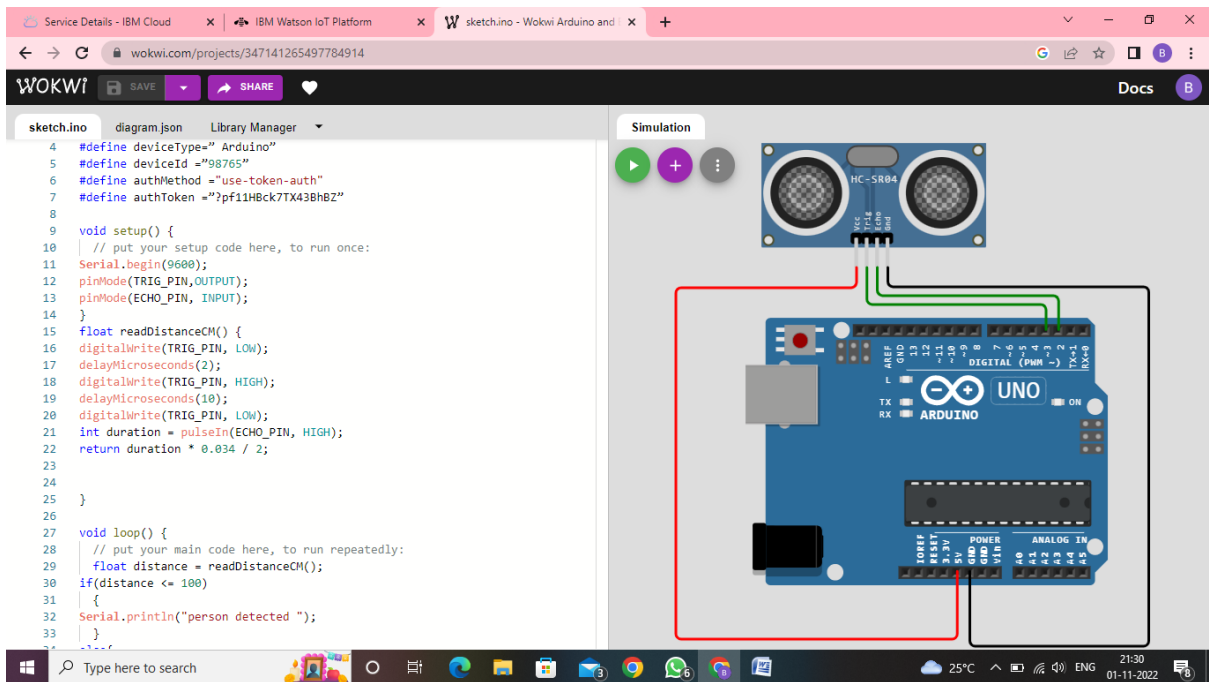 Service Details - IBM Cloud
IBM Watson IoT Platform
sketch.ino - Wokwi Arduino and
wokwi.com/projects/347141265497784914
G
B
WOKWI
SAVE
SHARE
Docs
B
sketch.ino
diagram.json
Library Manager
Simulation
4 #define deviceType=” Arduino”
5 #define deviceId =”98765”
6 #define authMethod ="use-token-auth"
7 #define authToken =”?pf11HBck7TX43BhBZ”
8
9 void setup() {
10 // put your setup code here, to run once:
11 Serial.begin(9600);
12 pinMode(TRIG_PIN,OUTPUT);
13 pinMode(ECHO_PIN, INPUT);
14 }
15 float readDistanceCM() {
16 digitalWrite(TRIG_PIN, LOW);
17 delayMicroseconds(2);
18 digitalWrite(TRIG_PIN, HIGH);
19 delayMicroseconds(10);
20 digitalWrite(TRIG_PIN, LOW);
21 int duration = pulseIn(ECHO_PIN, HIGH);
22 return duration * 0.034 / 2;
23
24
25 }
26
27 void loop() {
28 // put your main code here, to run repeatedly:
29 float distance = readDistanceCM();
30 if(distance <= 100)
31 {
32 Serial.println("person detected ");
33 }
HC-SR04
Vcc
Trig
Echo
Gnd
AREF
GND
13
12
~11
~10
~9
8
7
~6
~5
4
~3
2
TX→1
RX←0
DIGITAL (PWM ~)
L
TX
RX
UNO
ARDUINO
ON
IOREF
RESET
3.3V
5V
GND
GND
Vin
POWER
ANALOG IN
A0
A1
A2
A3
A4
A5
Type here to search
3
6
B
25°C
ENG
21:30
01-11-2022
8